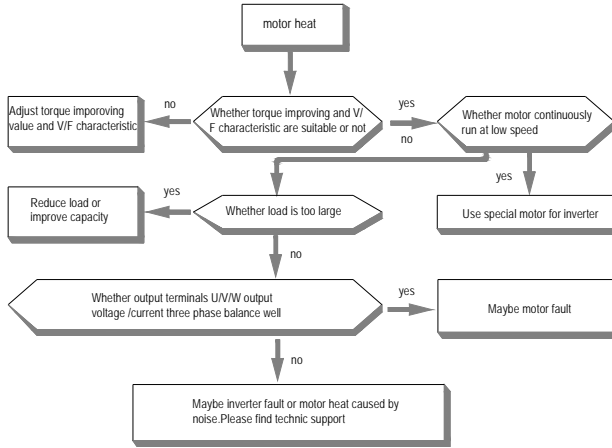 motor heat
no
Adjust torque imporoving
value and V/F characteristic
Whether torque improving and V/
F characteristic are suitable or not
yes
no
Whether motor continuously
run at low speed
yes
Reduce load or
improve capacity
yes
Whether load is too large
Use special motor for inverter
no
Whether output terminals U/V/W output
voltage /current three phase balance well
yes
Maybe motor fault
no
Maybe inverter fault or motor heat caused by
noise.Please find technic support